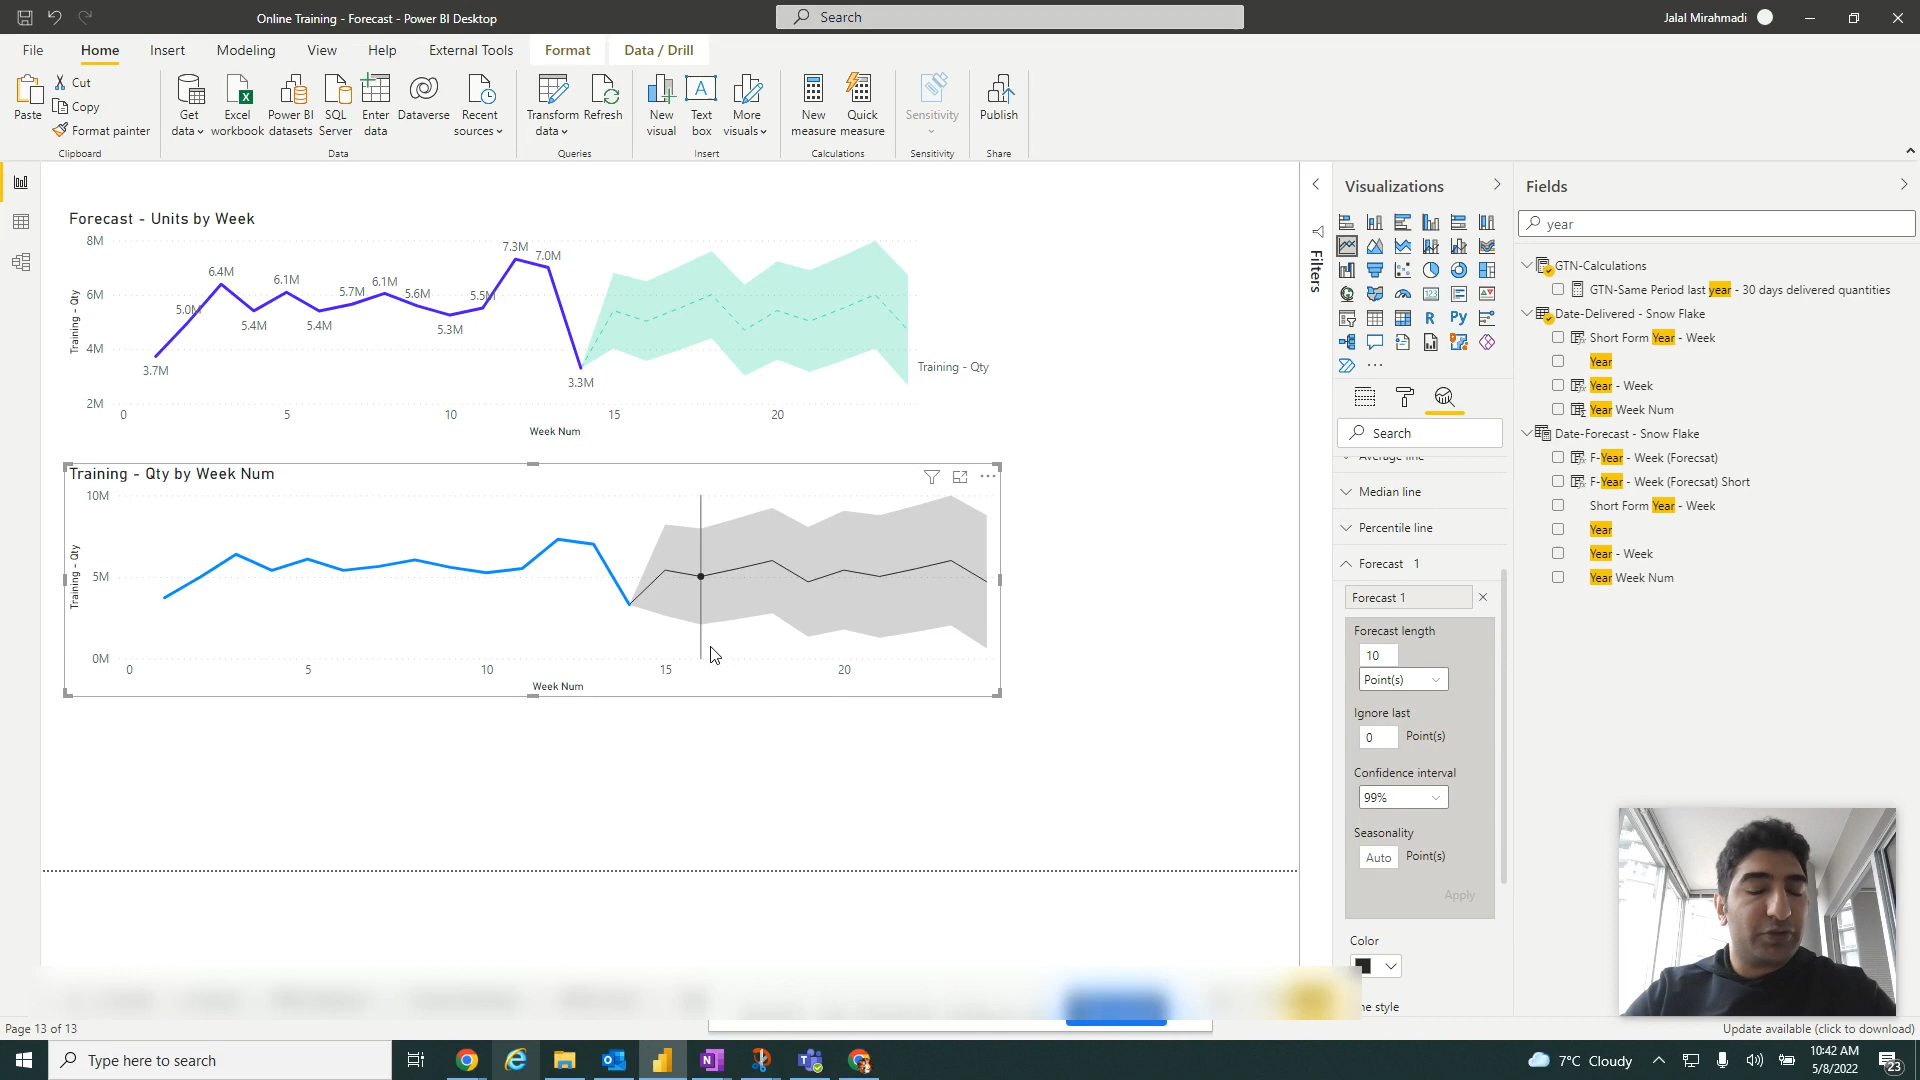 Online Training - Forecast - Power BI Desktop
Search
Jalal Mirahmadi
File
Home
Insert
Modeling
View
Help
External Tools
Format
Data / Drill
Paste
Cut
Copy
Format painter
Get data
Excel workbook
Power BI datasets
SQL Server
Enter data
Dataverse
Recent sources
Transform data
Refresh
New visual
Text box
More visuals
New measure
Quick measure
Sensitivity
Publish
Clipboard
Data
Queries
Insert
Calculations
Sensitivity
Share
Forecast - Units by Week
8M
6M
4M
2M
Training - Qty
3.7M
5.0M
6.4M
5.4M
6.1M
5.4M
5.7M
6.1M
5.6M
5.3M
5.5M
7.3M
7.0M
3.3M
Training - Qty
0
5
10
15
20
Week Num
Training - Qty by Week Num
10M
5M
0M
Training - Qty
0
5
10
15
20
Week Num
Filters
Visualizations
R
Py
123
Search
Average line
Median line
Percentile line
Forecast 1
Forecast 1
Forecast length
10
Point(s)
Ignore last
0 Point(s)
Confidence interval
99%
Seasonality
Auto Point(s)
Apply
Color
ne style
Fields
year
GTN-Calculations
GTN-Same Period last year - 30 days delivered quantities
Date-Delivered - Snow Flake
Short Form Year - Week
Year
Year - Week
Year Week Num
Date-Forecast - Snow Flake
F-Year - Week (Forecsat)
F-Year - Week (Forecsat) Short
Short Form Year - Week
Year
Year - Week
Year Week Num
Page 13 of 13
Update available (click to download)
Type here to search
7°C Cloudy
10:42 AM
5/8/2022
23